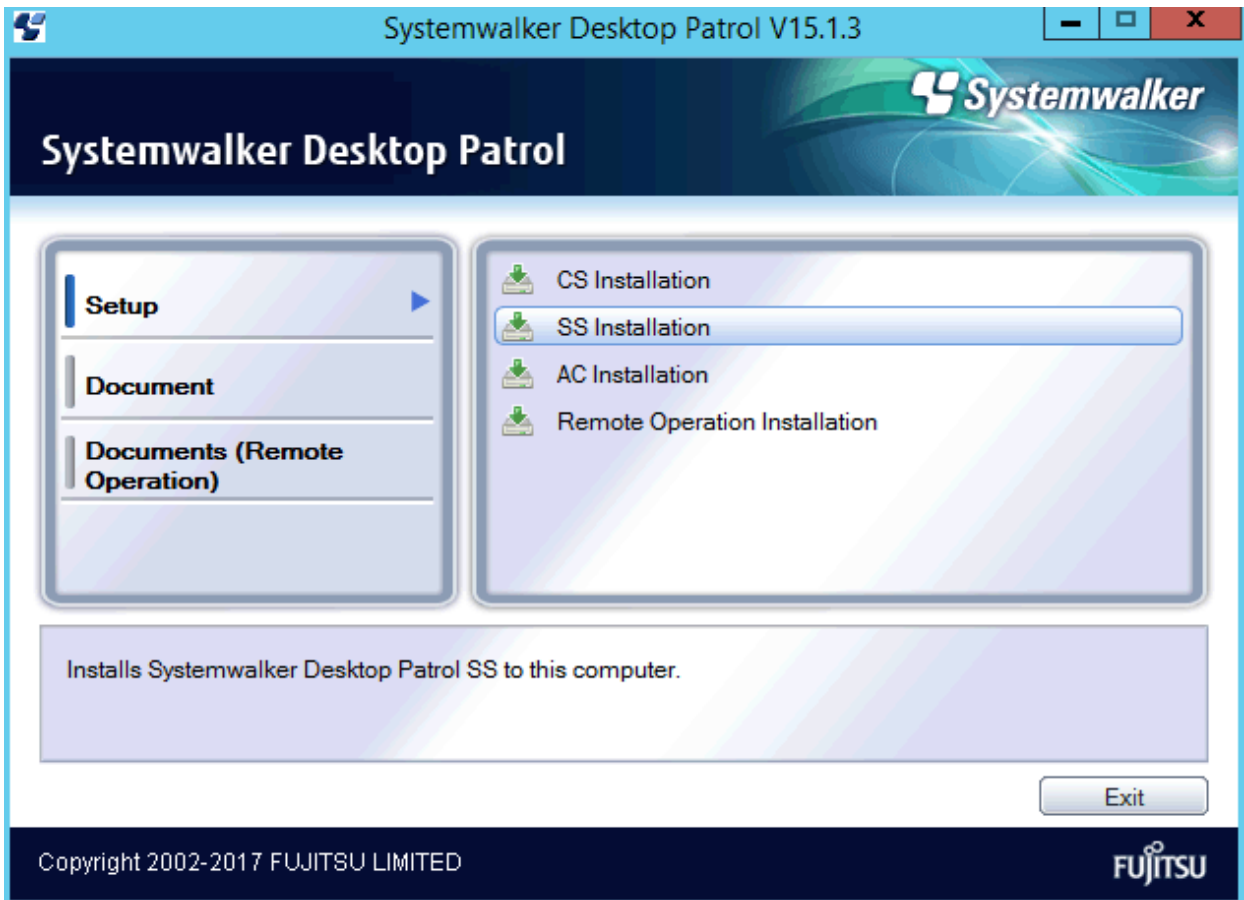 Systemwalker Desktop Patrol V15.1.3
Systemwalker
Systemwalker Desktop Patrol
Setup
Document
Documents (Remote
Operation)
CS Installation
SS Installation
AC Installation
Remote Operation Installation
Installs Systemwalker Desktop Patrol SS to this computer.
Exit
Copyright 2002-2017 FUJITSU LIMITED
FUJITSU